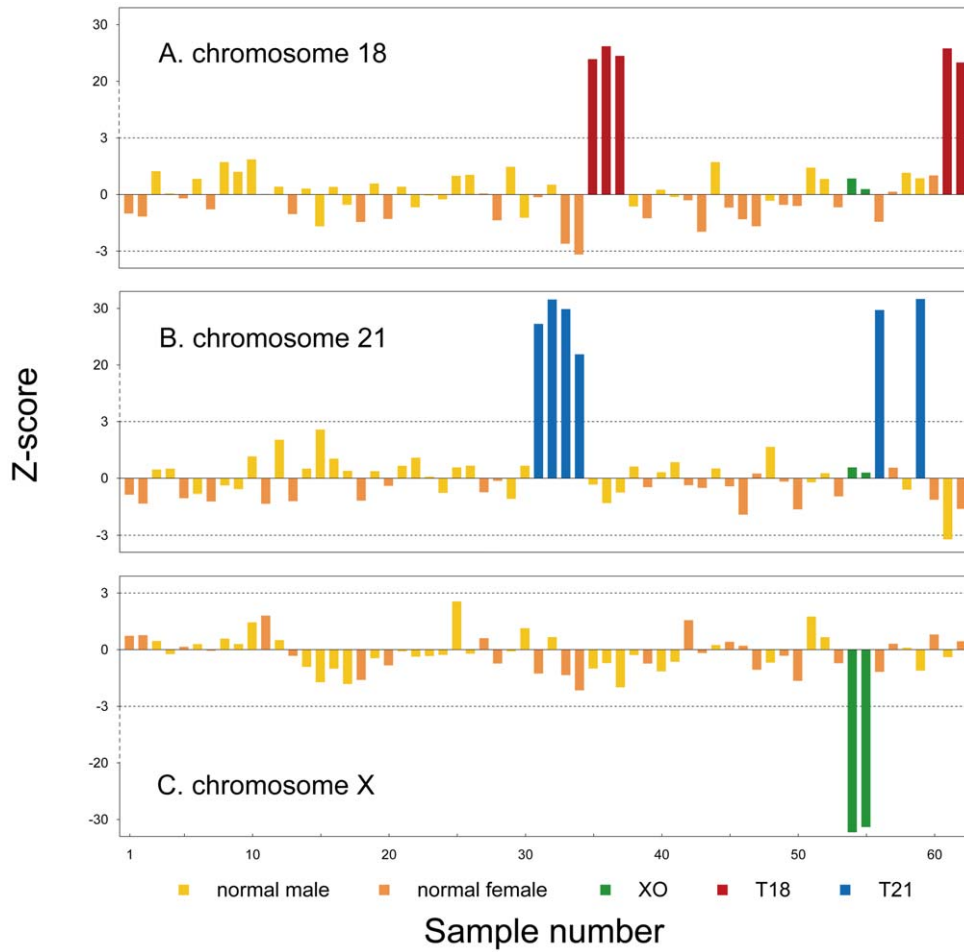 30
A. chromosome 18
20
3
0
-3
30
B. chromosome 21
20
3
0
-3
Z-score
3
0
-3
-20
C. chromosome X
-30
1 10 20 30 40 50 60
normal male normal female XO T18 T21
Sample number